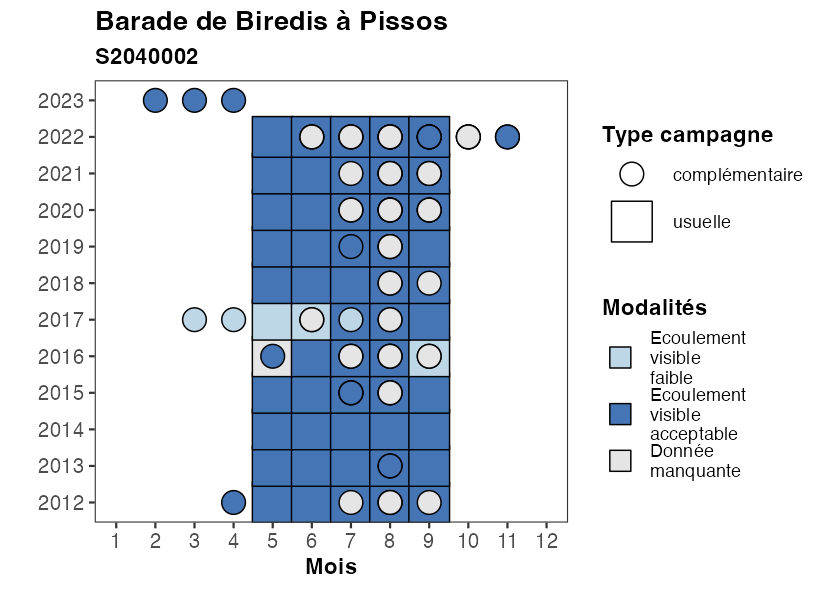 Barade de Biredis à Pissos
S2040002
2023
2022
2021
2020
2019
2018
2017
2016
2015
2014
2013
2012
1 2 3 4 5 6 7 8 9 10 11 12
Mois
Type campagne
complémentaire
usuelle
Modalités
Ecoulement
visible
faible
Ecoulement
visible
acceptable
Donnée
manquante